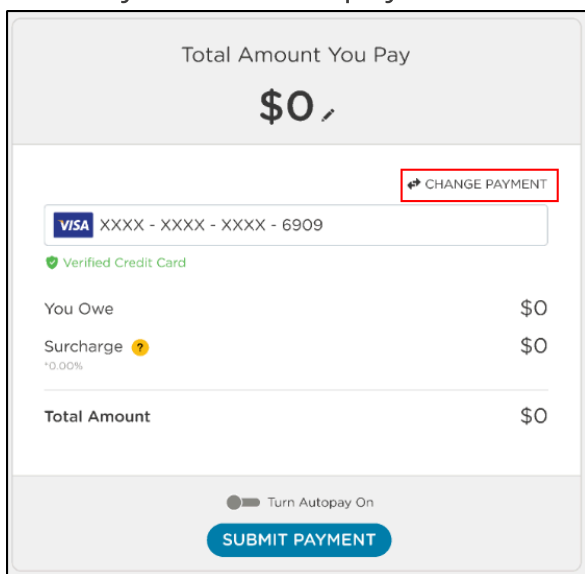 Total Amount You Pay
$0
CHANGE PAYMENT
VISA XXXX - XXXX - XXXX - 6909
Verified Credit Card
You Owe $0
Surcharge ? $0
*0.00%
Total Amount $0
Turn Autopay On
SUBMIT PAYMENT